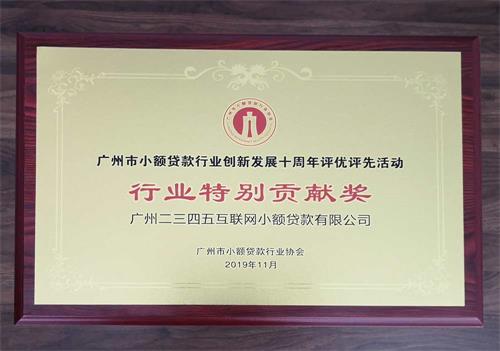 广州市小额贷款行业创新发展十周年评优评先活动
行业特别贡献奖
广州二三四五互联网小额贷款有限公司
广州市小额贷款行业协会
2019年11月